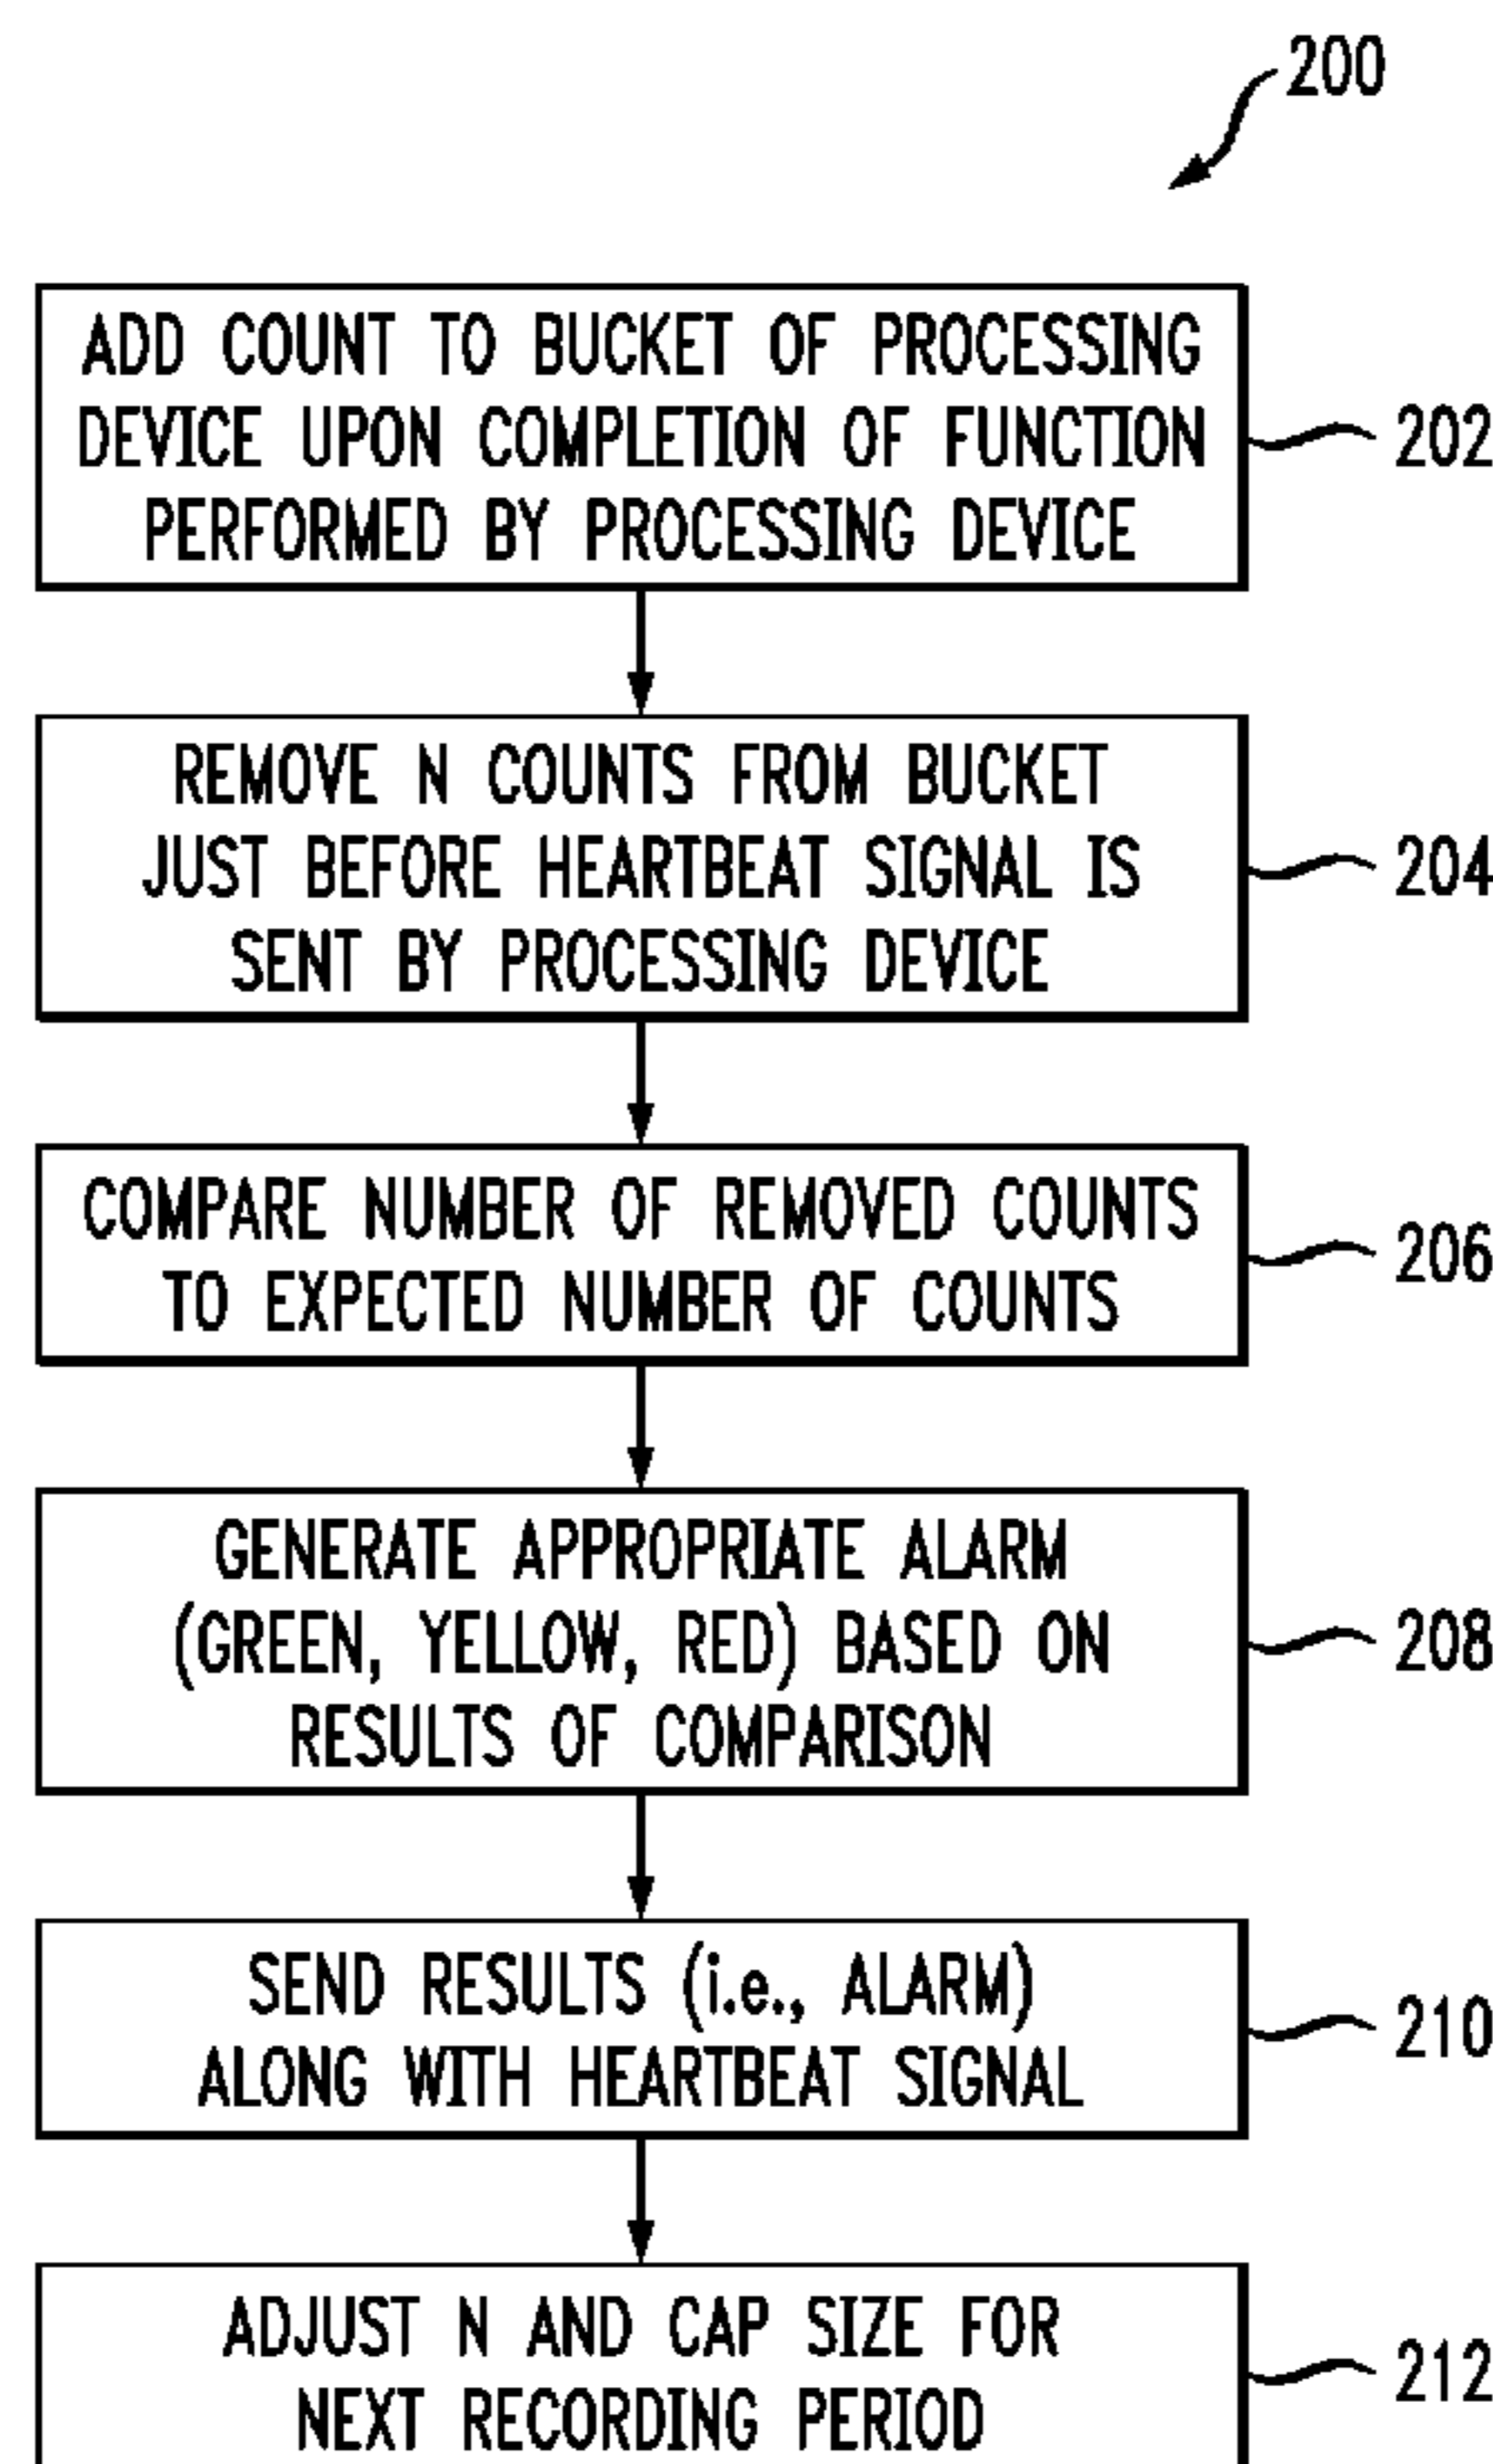 200
ADD COUNT TO BUCKET OF PROCESSING
DEVICE UPON COMPLETION OF FUNCTION
PERFORMED BY PROCESSING DEVICE
202
REMOVE N COUNTS FROM BUCKET
JUST BEFORE HEARTBEAT SIGNAL IS
SENT BY PROCESSING DEVICE
204
COMPARE NUMBER OF REMOVED COUNTS
TO EXPECTED NUMBER OF COUNTS
206
GENERATE APPROPRIATE ALARM
(GREEN, YELLOW, RED) BASED ON
RESULTS OF COMPARISON
208
SEND RESULTS (i.e., ALARM)
ALONG WITH HEARTBEAT SIGNAL
210
ADJUST N AND CAP SIZE FOR
NEXT RECORDING PERIOD
212